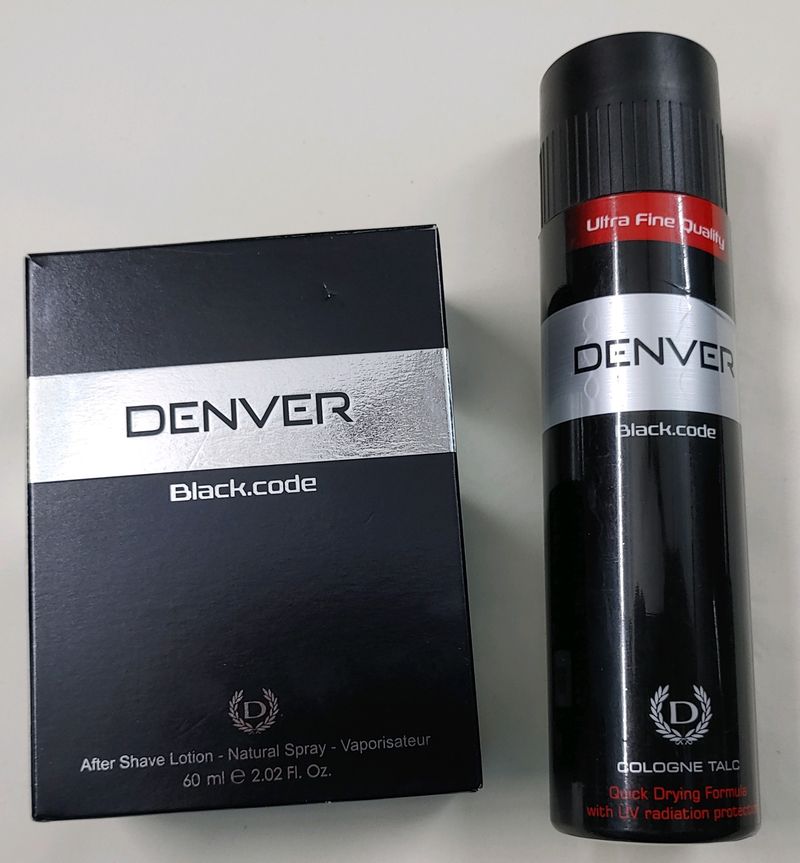 DENVER
Black.code
D
After Shave Lotion - Natural Spray - Vaporisateur
60 ml ℮ 2.02 Fl. Oz.
Ultra Fine Quality
DENVER
Black.code
D
COLOGNE TALC
Quick Drying Formula
with UV radiation protection